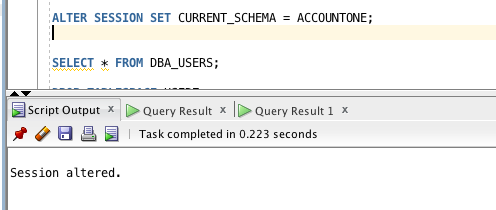 ALTER SESSION SET CURRENT_SCHEMA = ACCOUNTONE;
SELECT * FROM DBA_USERS;
Script Output x Query Result x Query Result 1 x
Task completed in 0.223 seconds
Session altered.